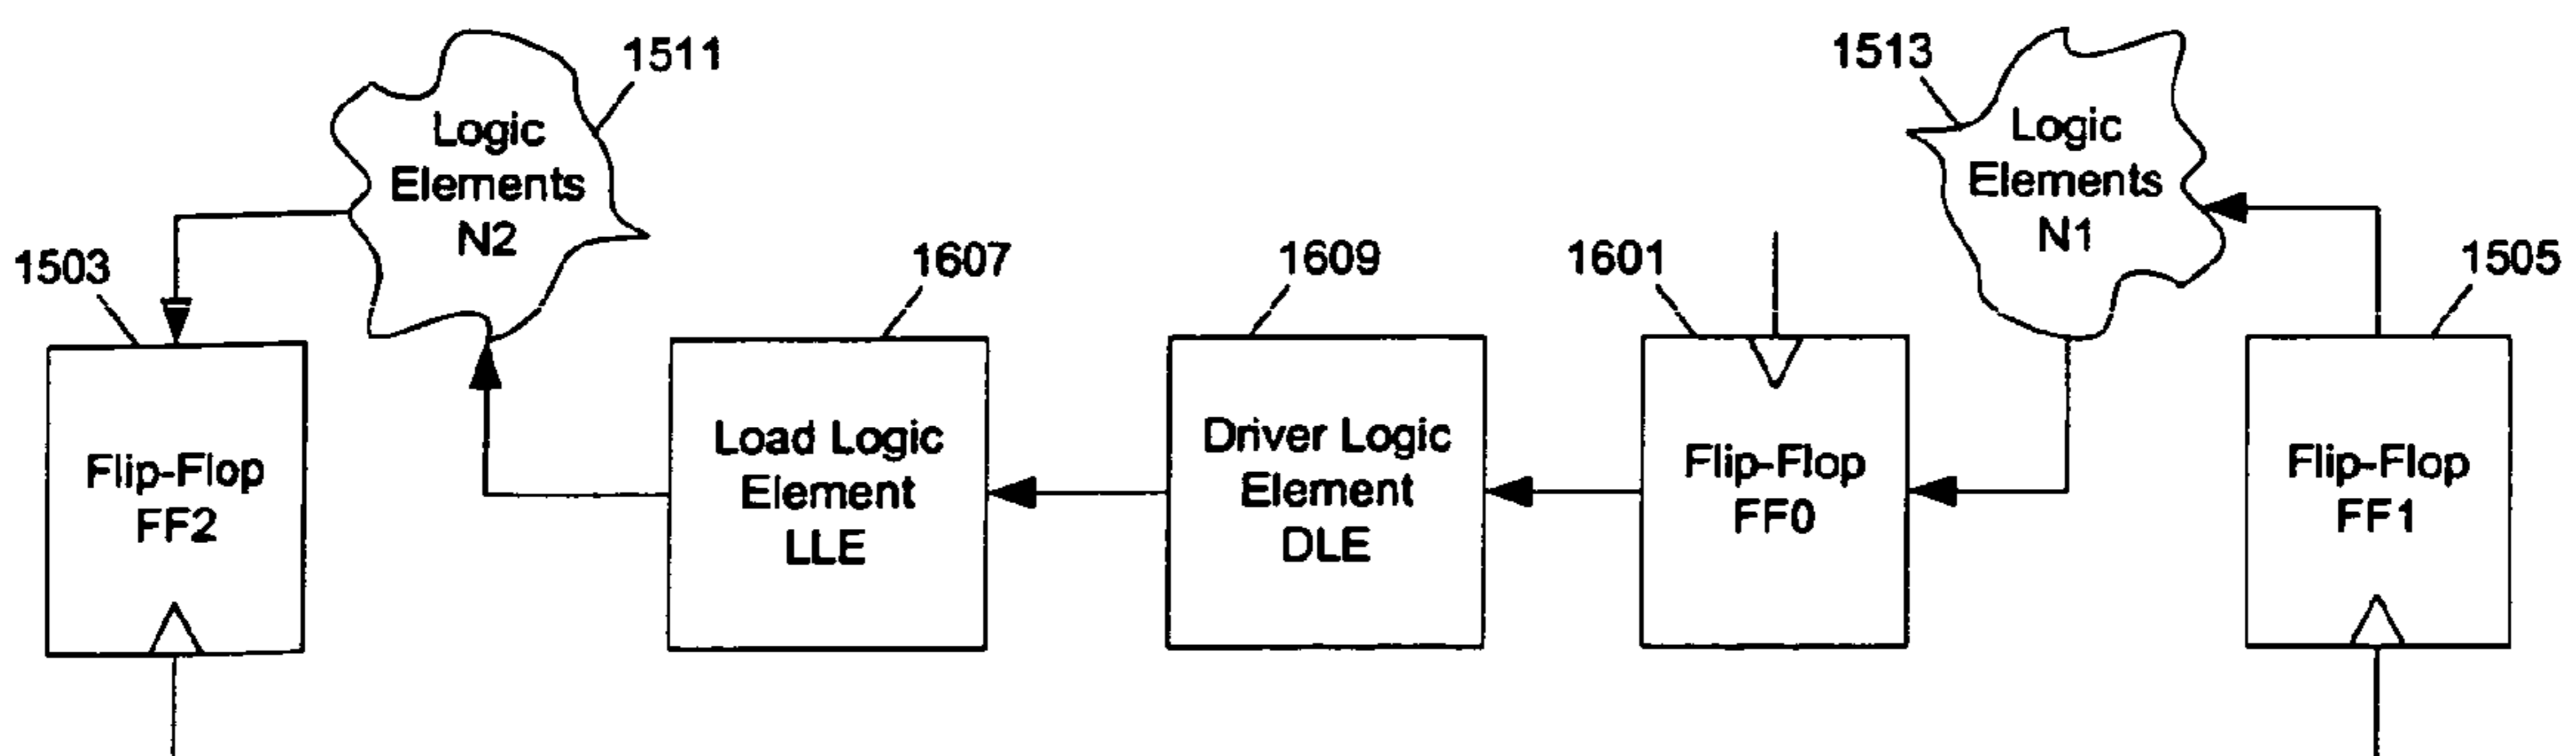 1511
Logic
Elements
N2
1513
Logic
Elements
N1
1503
1607
1609
1601
1505
Flip-Flop
FF2
Load Logic
Element
LLE
Driver Logic
Element
DLE
Flip-Flop
FF0
Flip-Flop
FF1